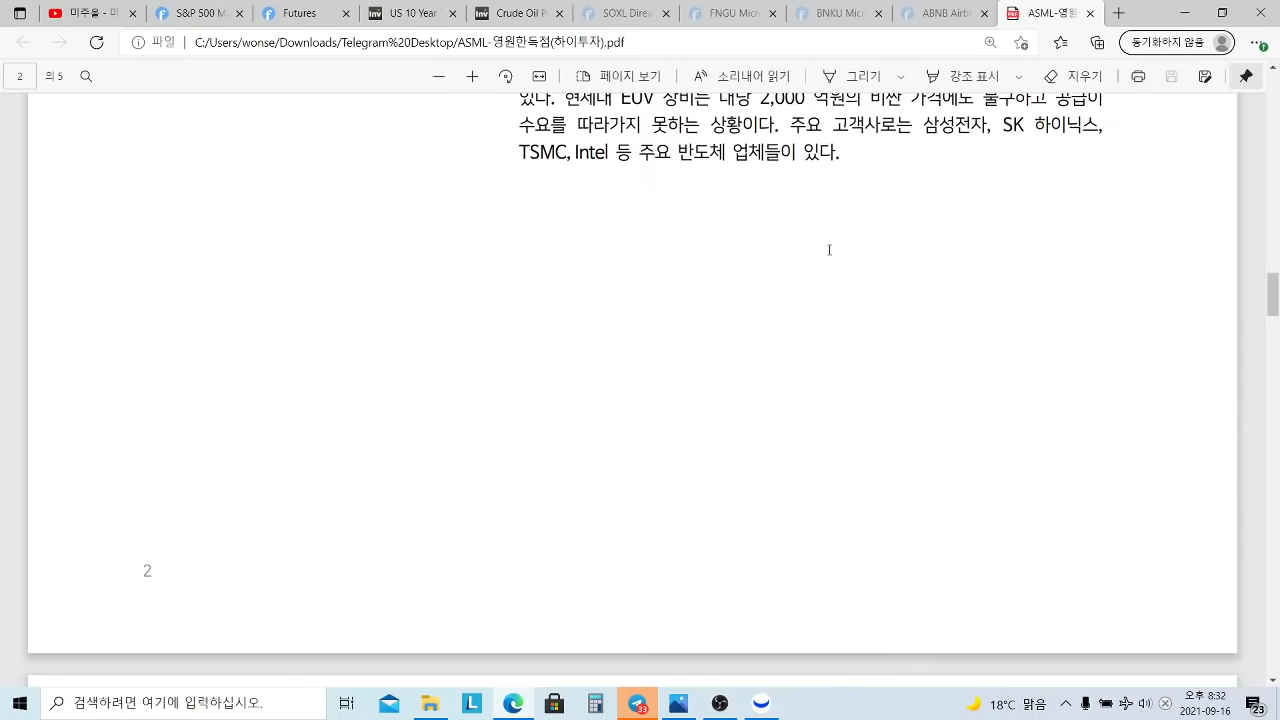 미주울 - 미
S&P 500 M
Futures
Inv US 10 Year
Inv Crude Oil P
SOXL Direx
FNGU Mi
BNKU Micr
ABNB Airb
PDF ASML-영원
파일 C:/Users/wonse/Downloads/Telegram%20Desktop/ASML-영원한독점(하이투자).pdf 동기화하지 않음
2 의 5 페이지 보기 소리내어 읽기 그리기 강조 표시 지우기
있다. 현세대 EUV 장비는 대당 2,000 억원의 비싼 가격에도 불구하고 공급이
수요를 따라가지 못하는 상황이다. 주요 고객사로는 삼성전자, SK 하이닉스,
TSMC, Intel 등 주요 반도체 업체들이 있다.
2
검색하려면 여기에 입력하십시오. L 33 18°C 맑음 오후 8:32
2021-09-16 23